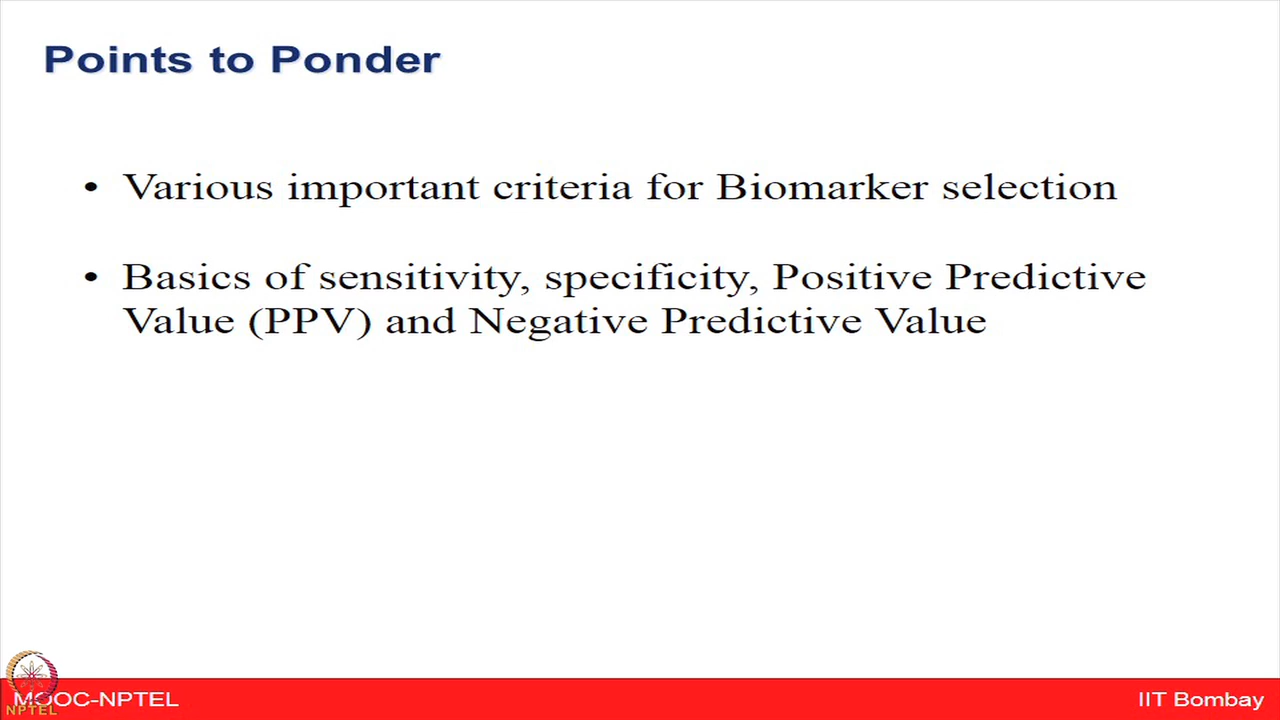 Points to Ponder
• Various important criteria for Biomarker selection
• Basics of sensitivity, specificity, Positive Predictive
Value (PPV) and Negative Predictive Value
MOOC-NPTEL
NPTEL
IIT Bombay